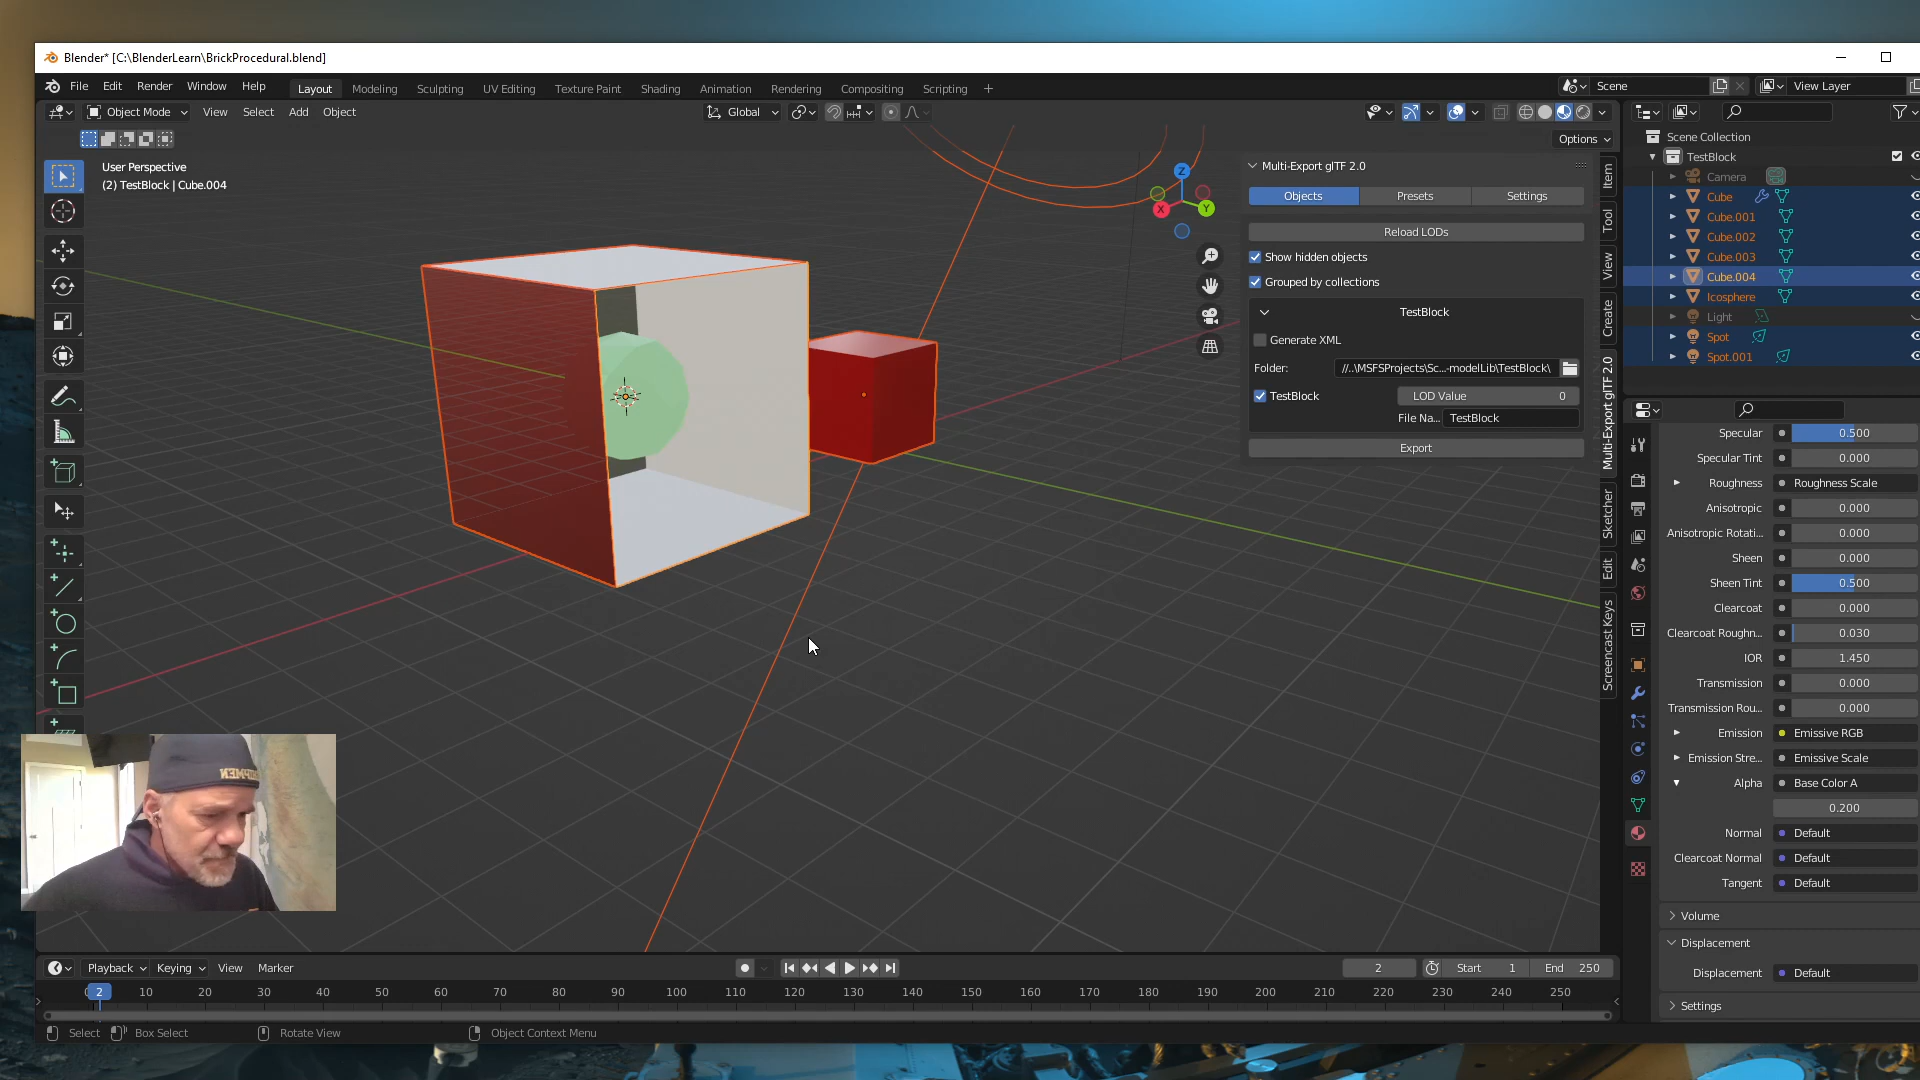 Blender* [C:\BlenderLearn\BrickProcedural.blend]
File Edit Render Window Help Layout Modeling Sculpting UV Editing Texture Paint Shading Animation Rendering Compositing Scripting + Scene View Layer
Object Mode View Select Add Object Global
Options
User Perspective
(2) TestBlock | Cube.004
Z
X
Y
Multi-Export glTF 2.0
Objects Presets Settings
Reload LODs
Show hidden objects
Grouped by collections
TestBlock
Generate XML
Folder: //..\MSFSProjects\Sc...-modelLib\TestBlock\
TestBlock LOD Value 0
File Na... TestBlock
Export
Item
Tool
View
Create
Multi-Export glTF 2.0
Sketcher
Edit
Screencast Keys
Scene Collection
TestBlock
Camera
Cube
Cube.001
Cube.002
Cube.003
Cube.004
Icosphere
Light
Spot
Spot.001
Specular 0.500
Specular Tint 0.000
Roughness Roughness Scale
Anisotropic 0.000
Anisotropic Rotati... 0.000
Sheen 0.000
Sheen Tint 0.500
Clearcoat 0.000
Clearcoat Roughn... 0.030
IOR 1.450
Transmission 0.000
Transmission Rou... 0.000
Emission Emissive RGB
Emission Stre... Emissive Scale
Alpha Base Color A
0.200
Normal Default
Clearcoat Normal Default
Tangent Default
Volume
Displacement
Displacement Default
Settings
Playback Keying View Marker 2 Start 1 End 250
2 10 20 30 40 50 60 70 80 90 100 110 120 130 140 150 160 170 180 190 200 210 220 230 240 250
Select Box Select Rotate View Object Context Menu